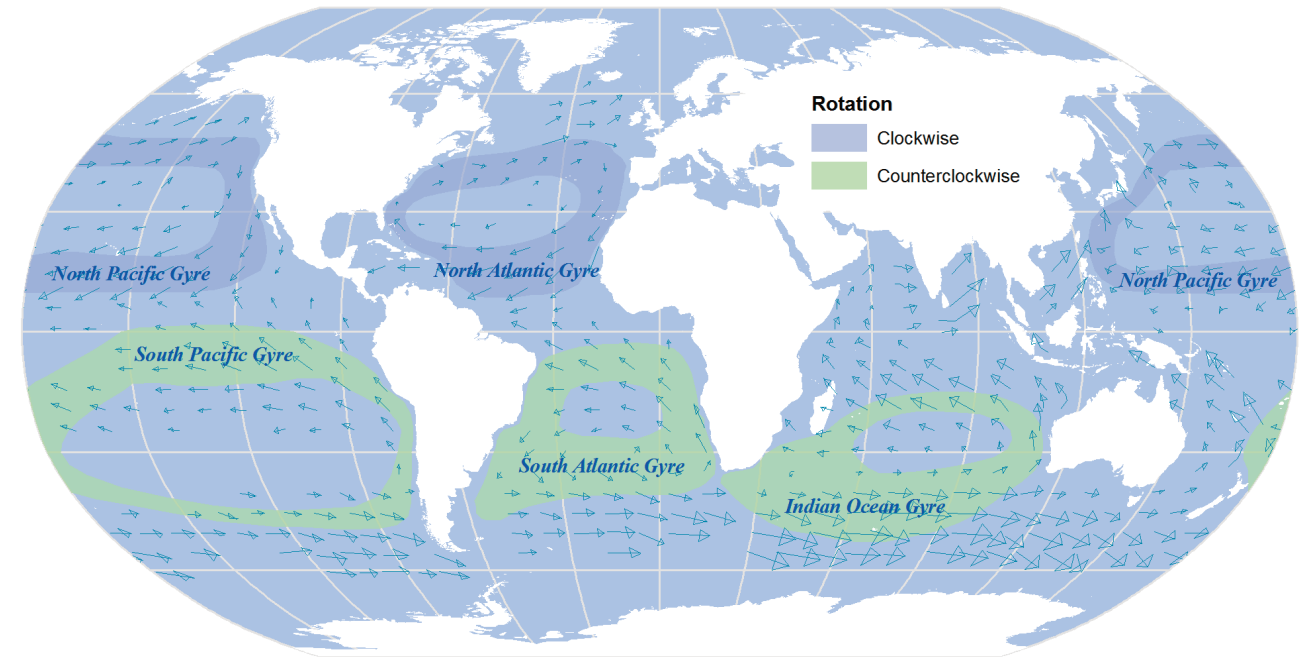 Rotation
Clockwise
Counterclockwise
North Pacific Gyre
North Atlantic Gyre
North Pacific Gyre
South Pacific Gyre
South Atlantic Gyre
Indian Ocean Gyre